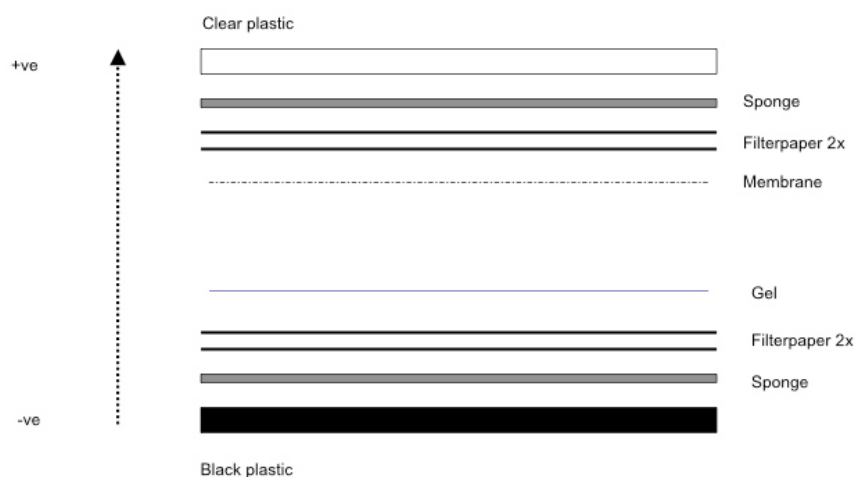 Clear plastic
+ve
Sponge
Filterpaper 2x
Membrane
Gel
Filterpaper 2x
Sponge
-ve
Black plastic